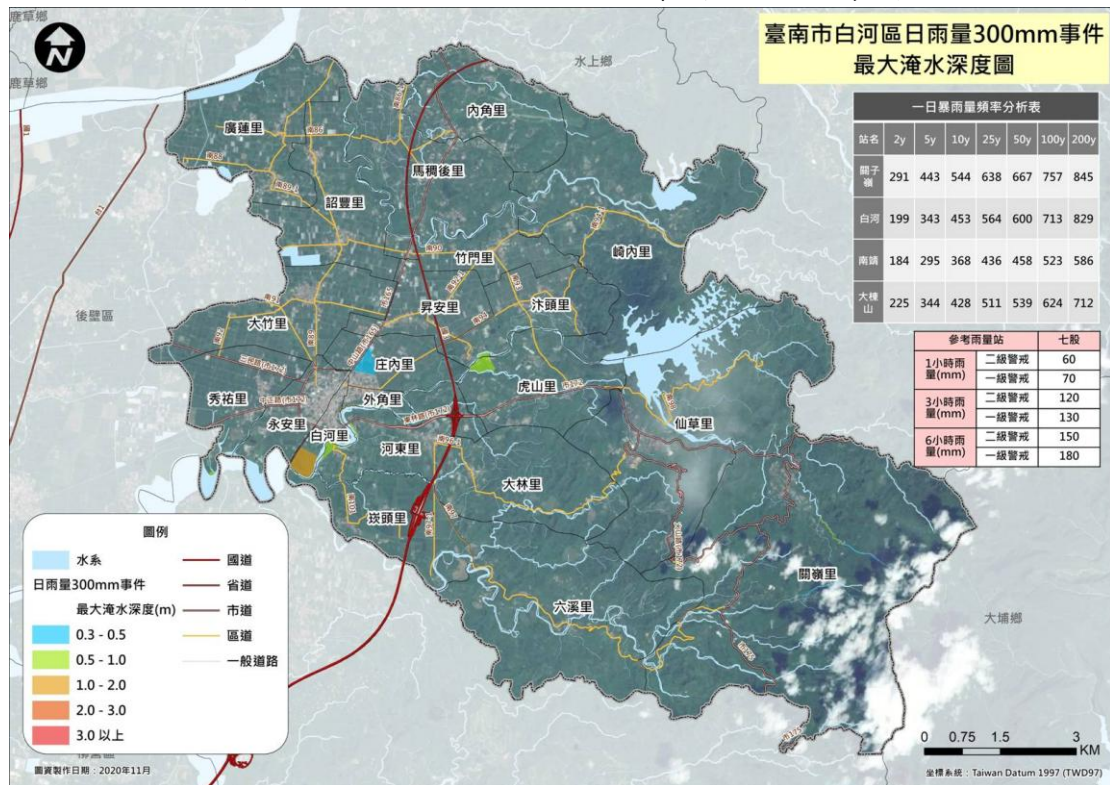 臺南市白河區日雨量300mm事件
最大淹水深度圖
N
鹿草鄉
鹿草鄉
水上鄉
後壁區
大埔鄉
一日暴雨量頻率分析表
站名 2y 5y 10y 25y 50y 100y 200y
關子嶺 291 443 544 638 667 757 845
白河 199 343 453 564 600 713 829
南靖 184 295 368 436 458 523 586
大棟山 225 344 428 511 539 624 712
參考雨量站 七股
1小時雨量(mm) 二級警戒 60
一級警戒 70
3小時雨量(mm) 二級警戒 120
一級警戒 130
6小時雨量(mm) 二級警戒 150
一級警戒 180
內角里
廣蓮里
馬稠後里
詔豐里
崎內里
竹門里
昇安里
汴頭里
大竹里
庄內里
虎山里
秀祐里
外角里
永安里
白河里
仙草里
河東里
大林里
崁頭里
關嶺里
六溪里
南86
南90
圖例
水系
日雨量300mm事件
最大淹水深度(m)
0.3 - 0.5
0.5 - 1.0
1.0 - 2.0
2.0 - 3.0
3.0 以上
國道
省道
市道
區道
一般道路
圖資製作日期：2020年11月
0 0.75 1.5 3
KM
坐標系統：Taiwan Datum 1997 (TWD97)